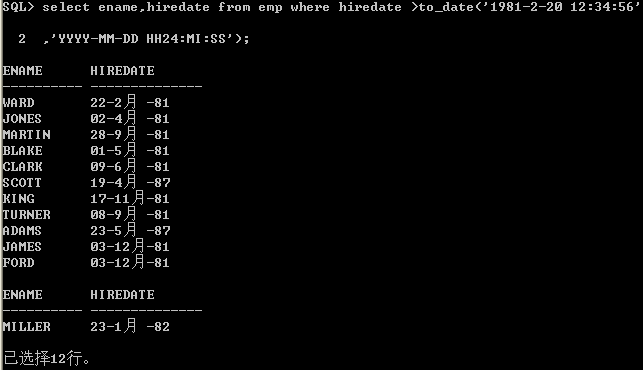 SQL> select ename,hiredate from emp where hiredate >to_date('1981-2-20 12:34:56'
2 ,'YYYY-MM-DD HH24:MI:SS');
ENAME HIREDATE
---------- --------------
WARD 22-2月 -81
JONES 02-4月 -81
MARTIN 28-9月 -81
BLAKE 01-5月 -81
CLARK 09-6月 -81
SCOTT 19-4月 -87
KING 17-11月-81
TURNER 08-9月 -81
ADAMS 23-5月 -87
JAMES 03-12月-81
FORD 03-12月-81
ENAME HIREDATE
---------- --------------
MILLER 23-1月 -82
已选择12行。